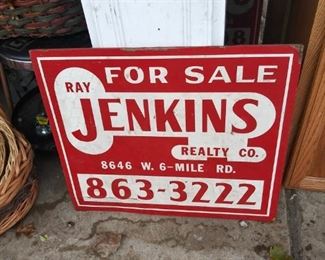 FOR SALE
RAY
JENKINS
REALTY CO.
8646 W. 6-MILE RD.
863-3222